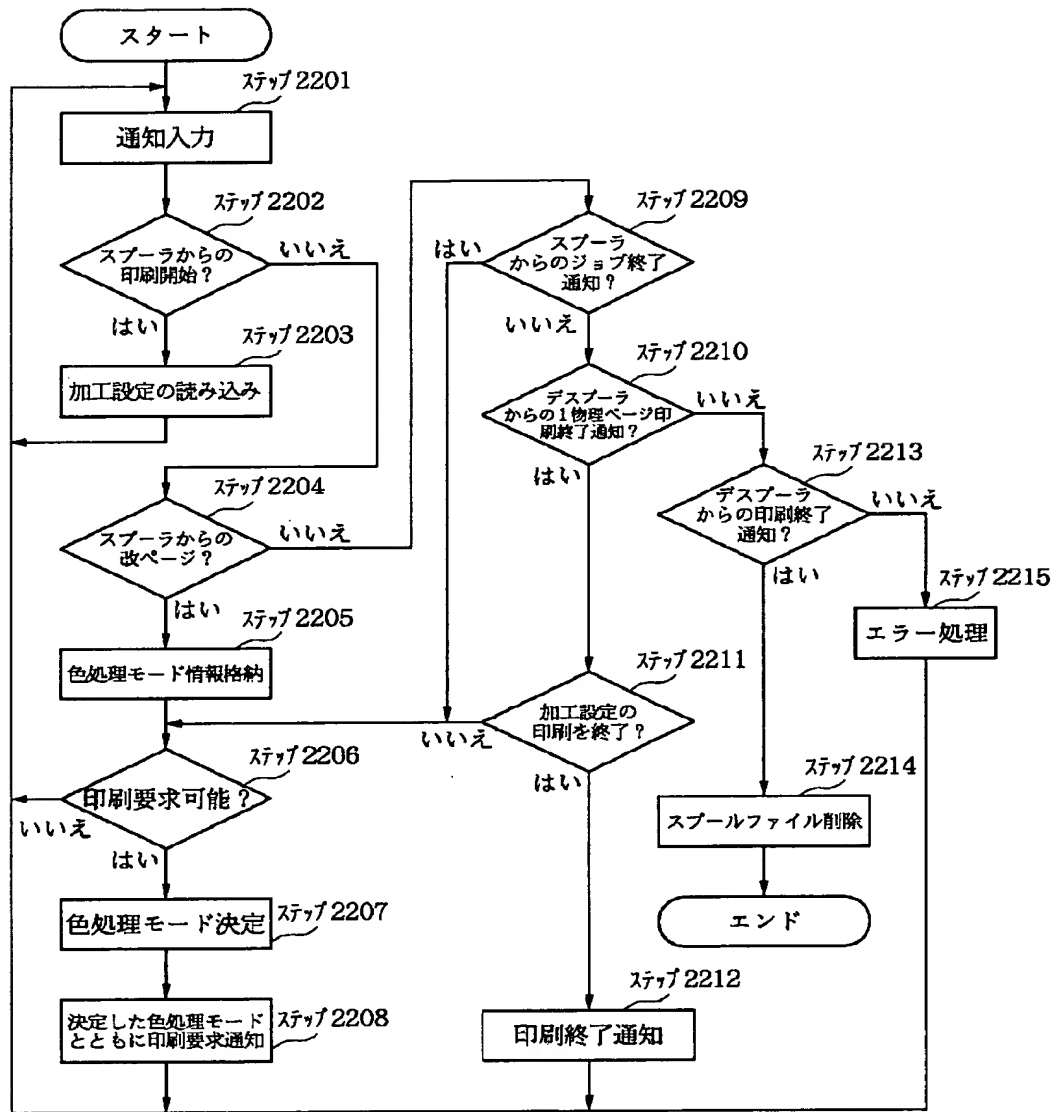 スタート
ステップ2201
通知入力
ステップ2202
スプーラからの
印刷開始？
いいえ
はい
ステップ2203
加工設定の読み込み
ステップ2204
スプーラからの
改ページ？
いいえ
はい
ステップ2205
色処理モード情報格納
ステップ2206
印刷要求可能？
いいえ
はい
色処理モード決定
ステップ2207
決定した色処理モード
とともに印刷要求通知
ステップ2208
ステップ2209
はい
スプーラ
からのジョブ終了
通知？
いいえ
ステップ2210
デスプーラ
からの１物理ページ印
刷終了通知？
いいえ
はい
ステップ2211
加工設定の
印刷を終了？
いいえ
はい
ステップ2212
印刷終了通知
ステップ2213
デスプーラ
からの印刷終了
通知？
いいえ
はい
ステップ2214
スプールファイル削除
エンド
ステップ2215
エラー処理